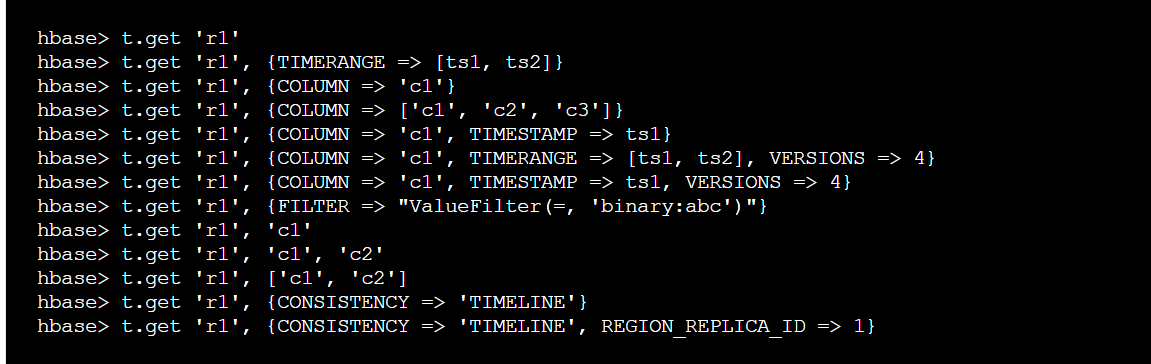 hbase> t.get 'r1'
hbase> t.get 'r1', {TIMERANGE => [ts1, ts2]}
hbase> t.get 'r1', {COLUMN => 'c1'}
hbase> t.get 'r1', {COLUMN => ['c1', 'c2', 'c3']}
hbase> t.get 'r1', {COLUMN => 'c1', TIMESTAMP => ts1}
hbase> t.get 'r1', {COLUMN => 'c1', TIMERANGE => [ts1, ts2], VERSIONS => 4}
hbase> t.get 'r1', {COLUMN => 'c1', TIMESTAMP => ts1, VERSIONS => 4}
hbase> t.get 'r1', {FILTER => "ValueFilter(=, 'binary:abc')"}
hbase> t.get 'r1', 'c1'
hbase> t.get 'r1', 'c1', 'c2'
hbase> t.get 'r1', ['c1', 'c2']
hbase> t.get 'r1', {CONSISTENCY => 'TIMELINE'}
hbase> t.get 'r1', {CONSISTENCY => 'TIMELINE', REGION_REPLICA_ID => 1}